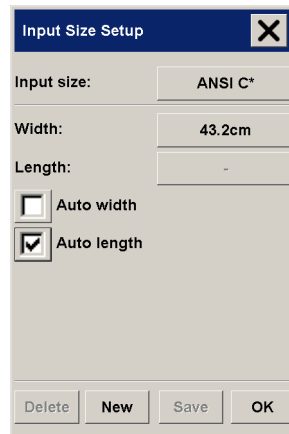 Input Size Setup
Input size: ANSI C*
Width: 43.2cm
Length: -
Auto width
Auto length
Delete New Save OK